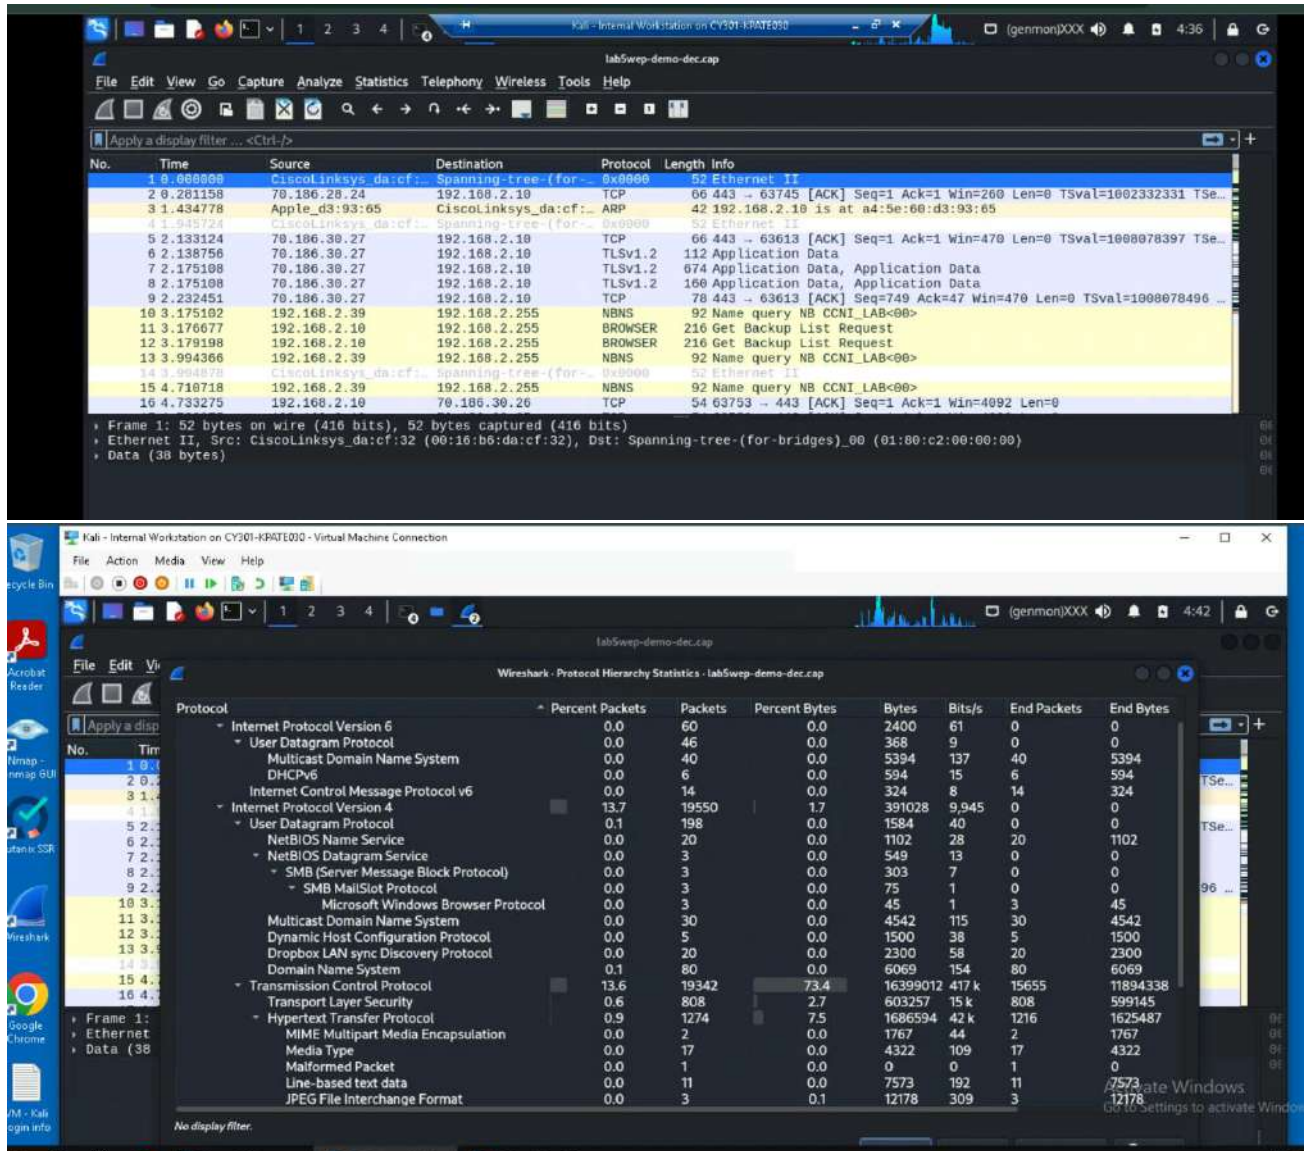 1 2 3 4 Kali - Internal Workstation on CY301-KPATE030 (genmon)XXX 4:36
lab5wep-demo-dec.cap
File Edit View Go Capture Analyze Statistics Telephony Wireless Tools Help
Apply a display filter ... <Ctrl-/>
No. Time Source Destination Protocol Length Info
1 0.000000 CiscoLinksys_da:cf:… Spanning-tree-(for-… 0x0000 52 Ethernet II
2 0.281158 70.186.28.24 192.168.2.10 TCP 66 443 → 63745 [ACK] Seq=1 Ack=1 Win=260 Len=0 TSval=1002332331 TSe…
3 1.434778 Apple_d3:93:65 CiscoLinksys_da:cf:… ARP 42 192.168.2.10 is at a4:5e:60:d3:93:65
4 1.945724 CiscoLinksys_da:cf:… Spanning-tree-(for-… 0x0000 52 Ethernet II
5 2.133124 70.186.30.27 192.168.2.10 TCP 66 443 → 63613 [ACK] Seq=1 Ack=1 Win=470 Len=0 TSval=1008078397 TSe…
6 2.138756 70.186.30.27 192.168.2.10 TLSv1.2 112 Application Data
7 2.175108 70.186.30.27 192.168.2.10 TLSv1.2 674 Application Data, Application Data
8 2.175108 70.186.30.27 192.168.2.10 TLSv1.2 160 Application Data, Application Data
9 2.232451 70.186.30.27 192.168.2.10 TCP 78 443 → 63613 [ACK] Seq=749 Ack=47 Win=470 Len=0 TSval=1008078496 …
10 3.175102 192.168.2.39 192.168.2.255 NBNS 92 Name query NB CCNI_LAB<00>
11 3.176677 192.168.2.10 192.168.2.255 BROWSER 216 Get Backup List Request
12 3.179198 192.168.2.10 192.168.2.255 BROWSER 216 Get Backup List Request
13 3.994366 192.168.2.39 192.168.2.255 NBNS 92 Name query NB CCNI_LAB<00>
14 3.994878 CiscoLinksys_da:cf:… Spanning-tree-(for-… 0x0000 52 Ethernet II
15 4.710718 192.168.2.39 192.168.2.255 NBNS 92 Name query NB CCNI_LAB<00>
16 4.733275 192.168.2.10 70.186.30.26 TCP 54 63753 → 443 [ACK] Seq=1 Ack=1 Win=4092 Len=0
Frame 1: 52 bytes on wire (416 bits), 52 bytes captured (416 bits)
Ethernet II, Src: CiscoLinksys_da:cf:32 (00:16:b6:da:cf:32), Dst: Spanning-tree-(for-bridges)_00 (01:80:c2:00:00:00)
Data (38 bytes)
Kali - Internal Workstation on CY301-KPATE030 - Virtual Machine Connection
File Action Media View Help
ecycle Bin
1 2 3 4 (genmon)XXX 4:42
lab5wep-demo-dec.cap
File Edit Vi
Wireshark · Protocol Hierarchy Statistics · lab5wep-demo-dec.cap
Acrobat
Reader
Apply a disp
No. Tim
Protocol Percent Packets Packets Percent Bytes Bytes Bits/s End Packets End Bytes
Internet Protocol Version 6 0.0 60 0.0 2400 61 0 0
User Datagram Protocol 0.0 46 0.0 368 9 0 0
Multicast Domain Name System 0.0 40 0.0 5394 137 40 5394
DHCPv6 0.0 6 0.0 594 15 6 594
Internet Control Message Protocol v6 0.0 14 0.0 324 8 14 324
Internet Protocol Version 4 13.7 19550 1.7 391028 9,945 0 0
User Datagram Protocol 0.1 198 0.0 1584 40 0 0
NetBIOS Name Service 0.0 20 0.0 1102 28 20 1102
NetBIOS Datagram Service 0.0 3 0.0 549 13 0 0
SMB (Server Message Block Protocol) 0.0 3 0.0 303 7 0 0
SMB MailSlot Protocol 0.0 3 0.0 75 1 0 0
Microsoft Windows Browser Protocol 0.0 3 0.0 45 1 3 45
Multicast Domain Name System 0.0 30 0.0 4542 115 30 4542
Dynamic Host Configuration Protocol 0.0 5 0.0 1500 38 5 1500
Dropbox LAN sync Discovery Protocol 0.0 20 0.0 2300 58 20 2300
Domain Name System 0.1 80 0.0 6069 154 80 6069
Transmission Control Protocol 13.6 19342 73.4 16399012 417 k 15655 11894338
Transport Layer Security 0.6 808 2.7 603257 15 k 808 599145
Hypertext Transfer Protocol 0.9 1274 7.5 1686594 42 k 1216 1625487
MIME Multipart Media Encapsulation 0.0 2 0.0 1767 44 2 1767
Media Type 0.0 17 0.0 4322 109 17 4322
Malformed Packet 0.0 1 0.0 0 0 1 0
Line-based text data 0.0 11 0.0 7573 192 11 7573
JPEG File Interchange Format 0.0 3 0.1 12178 309 3 12178
No display filter.
Nmap -
nmap GUI
utanix SSR
Wireshark
Google
Chrome
VM - Kali
ogin info
Frame 1:
Ethernet
Data (38
TSe…
TSe…
96 …
Activate Windows
Go to Settings to activate Window